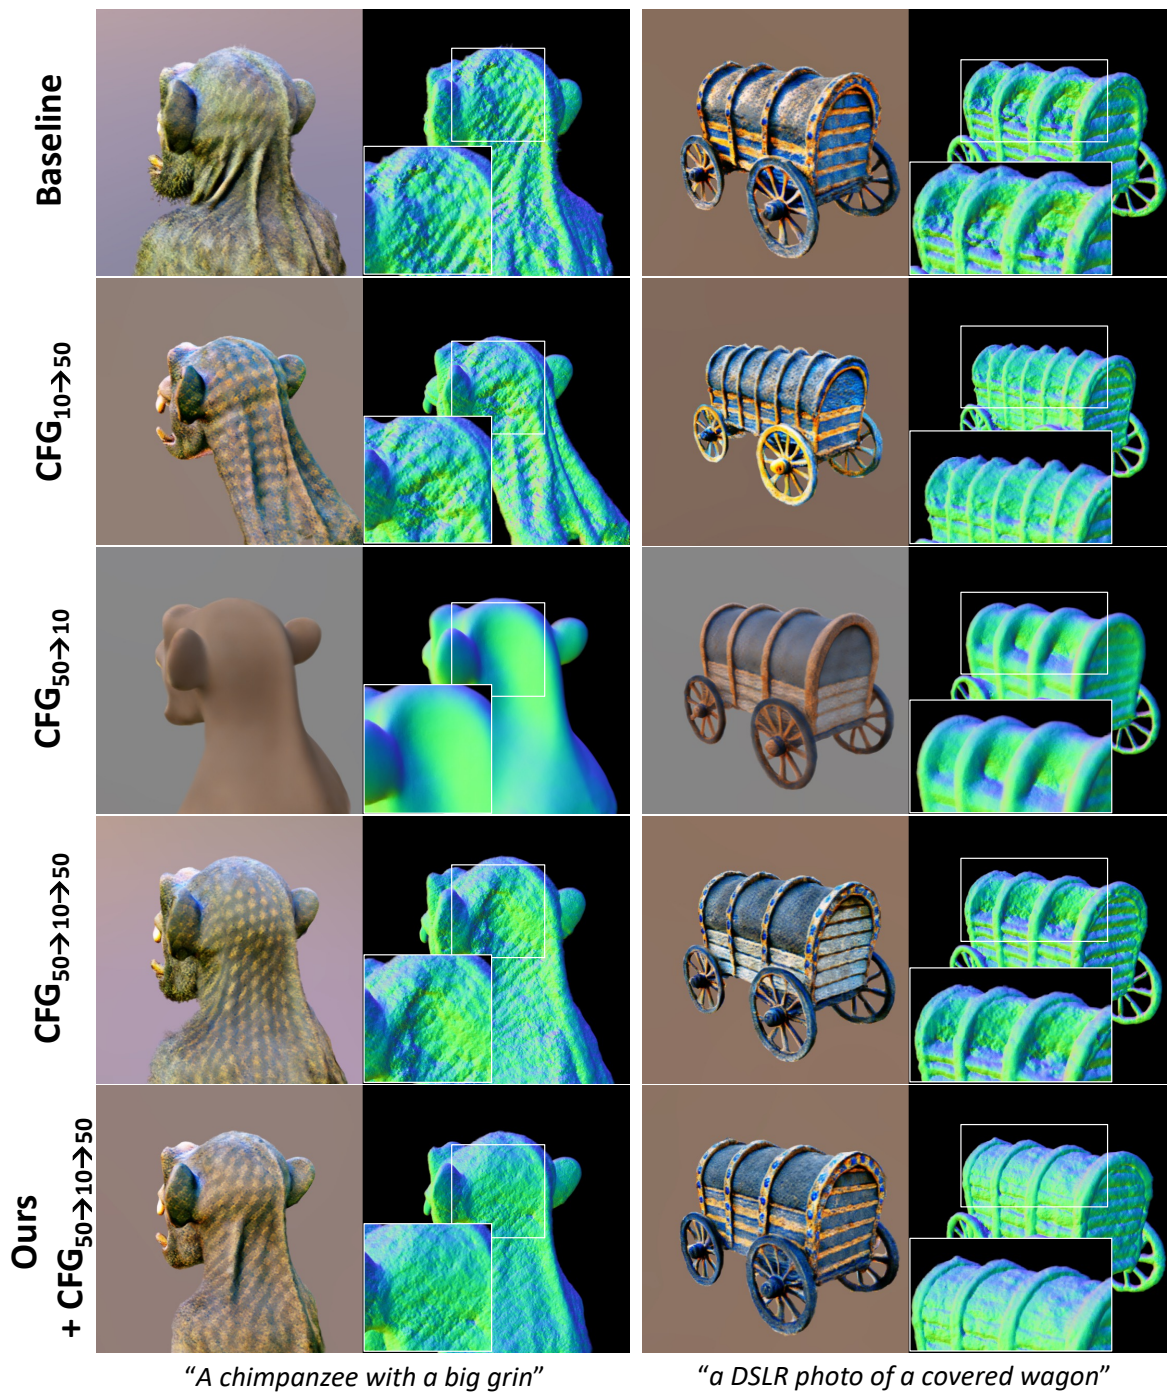 Baseline
CFG10→50
CFG50→10
CFG50→10→50
Ours
+ CFG50→10→50
“A chimpanzee with a big grin”
“a DSLR photo of a covered wagon”